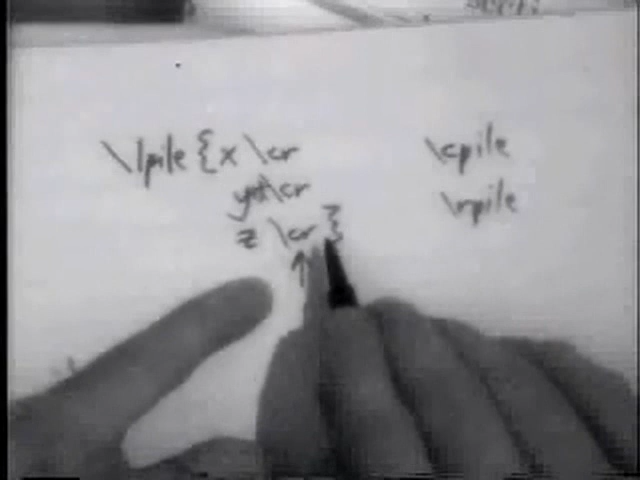 \lpile {x \cr
y\cr
z \cr }
\cpile
\rpile